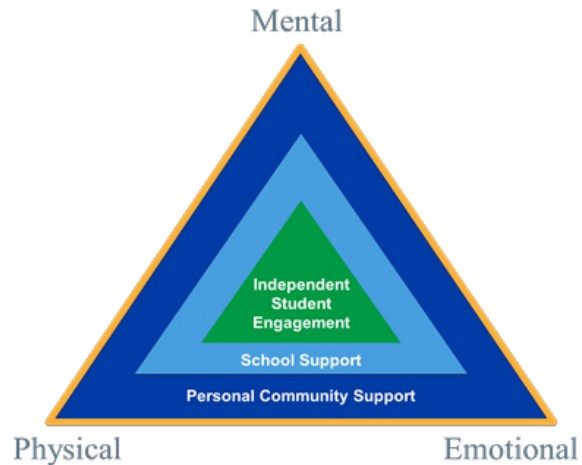 Mental
Independent
Student
Engagement
School Support
Personal Community Support
Physical
Emotional